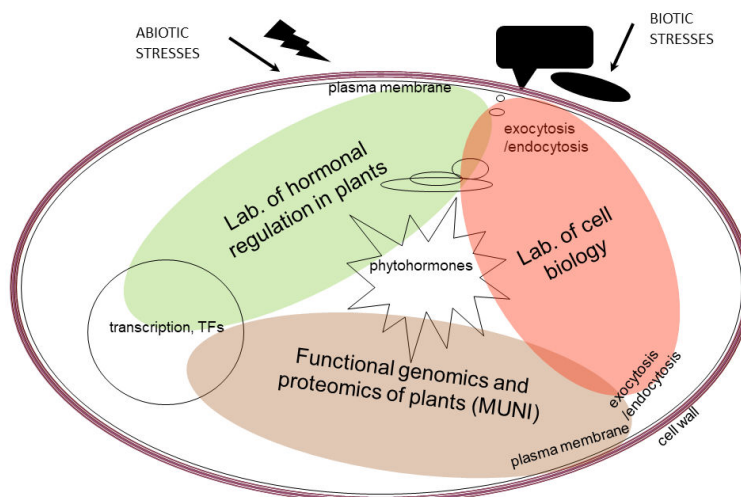 ABIOTIC
STRESSES
BIOTIC
STRESSES
plasma membrane
exocytosis
/endocytosis
Lab. of hormonal
regulation in plants
Lab. of cell
biology
phytohormones
transcription, TFs
Functional genomics and
proteomics of plants (MUNI)
exocytosis
/endocytosis
plasma membrane
cell wall